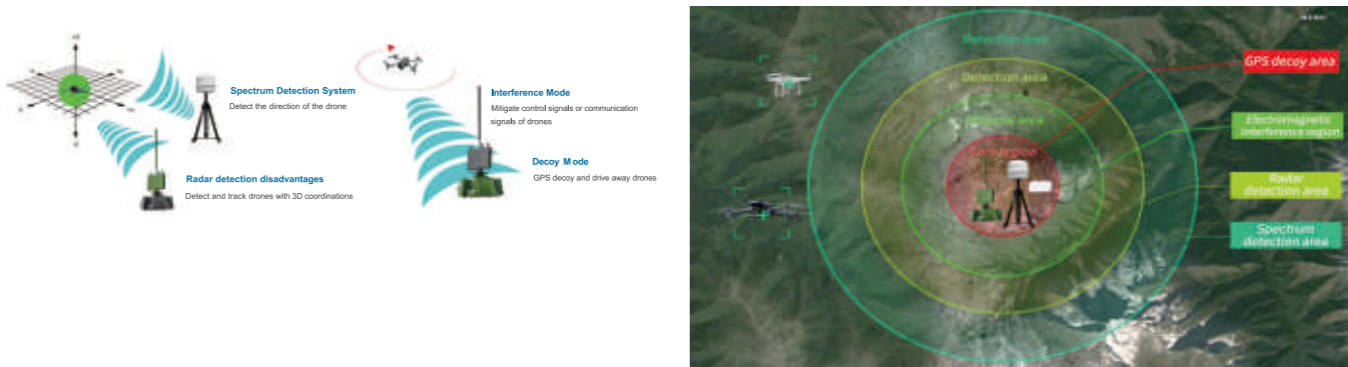 Spectrum Detection System
Detect the direction of the drone
Radar detection disadvantages
Detect and track drones with 3D coordinations
Interference Mode
Mitigate control signals or communication
signals of drones
Decoy Mode
GPS decoy and drive away drones
Detection area
Detection area
GPS decoy area
Electromagnetic
interference region
Radar
detection area
Spectrum
detection area